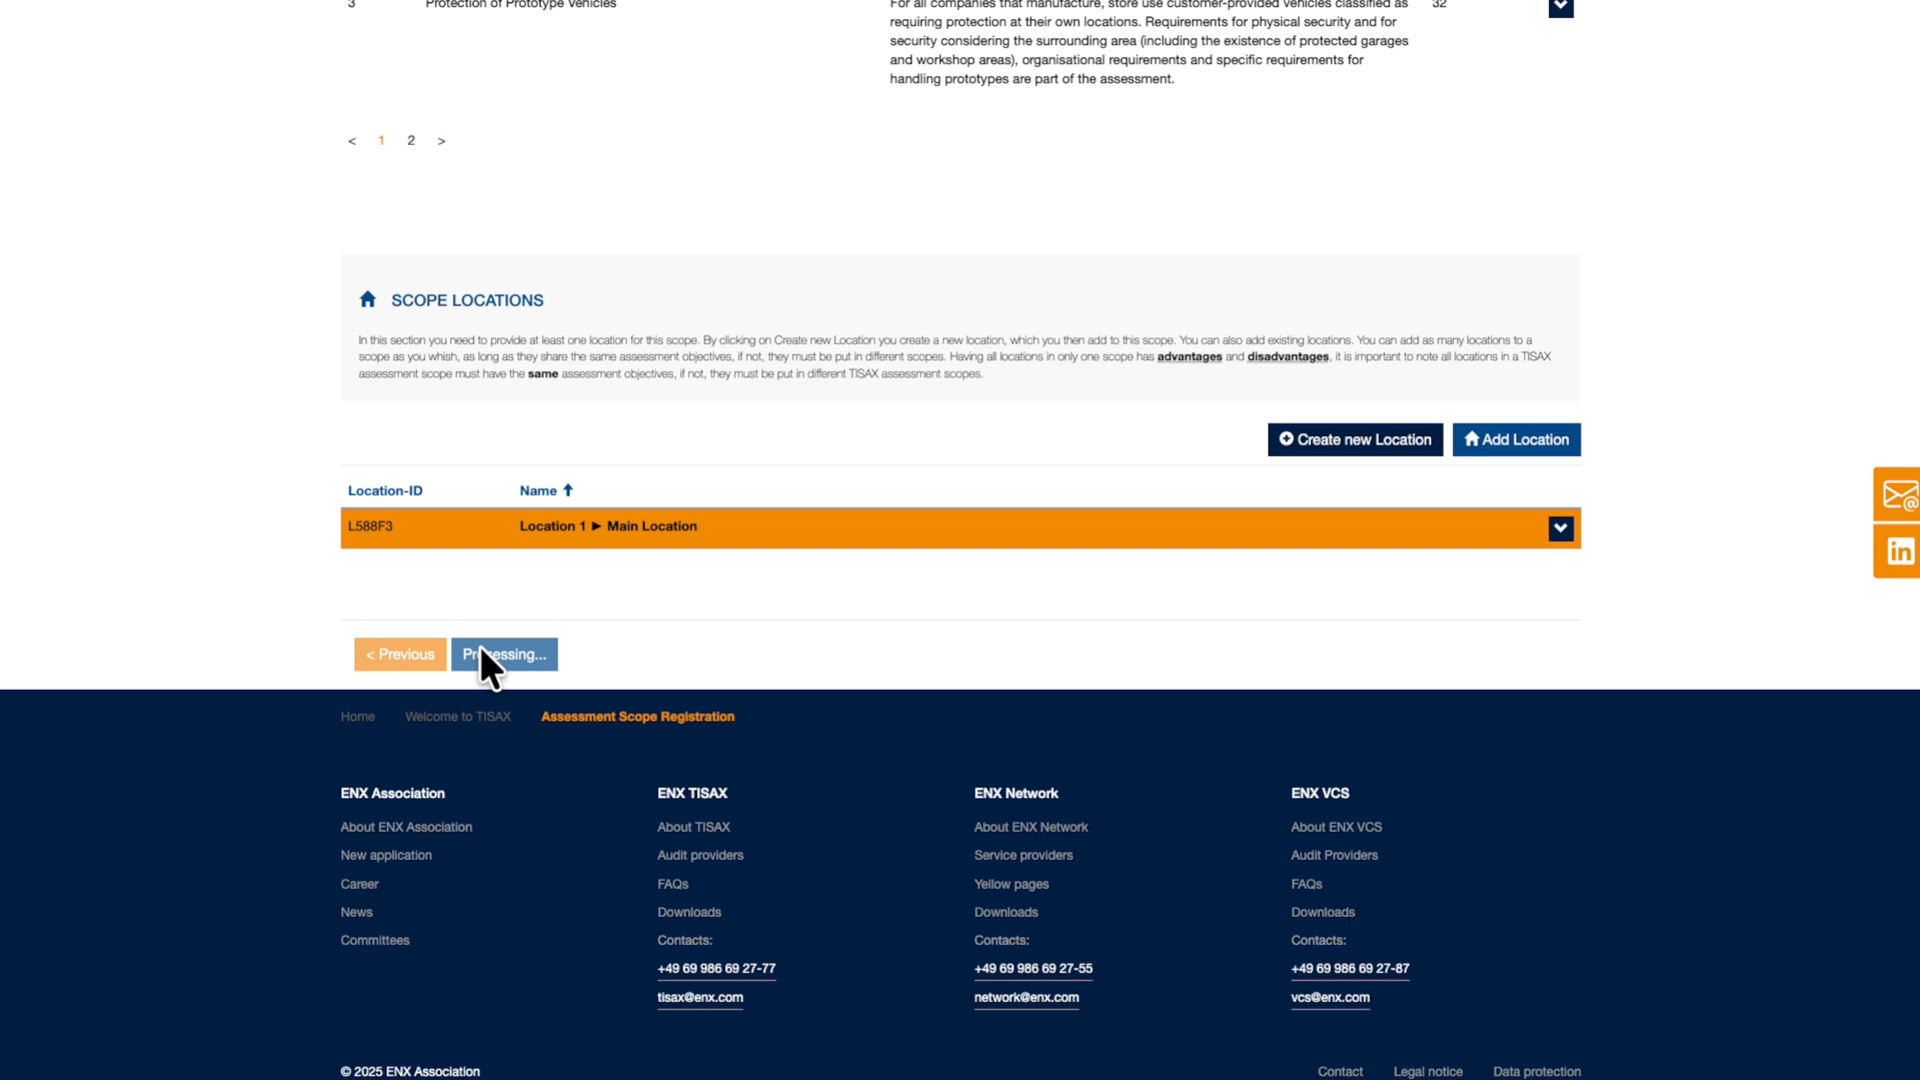 3 Protection of Prototype Vehicles For all companies that manufacture, store use customer-provided vehicles classified as 32
requiring protection at their own locations. Requirements for physical security and for
security considering the surrounding area (including the existence of protected garages
and workshop areas), organisational requirements and specific requirements for
handling prototypes are part of the assessment.
< 1 2 >
SCOPE LOCATIONS
In this section you need to provide at least one location for this scope. By clicking on Create new Location you create a new location, which you then add to this scope. You can also add existing locations. You can add as many locations to a
scope as you whish, as long as they share the same assessment objectives, if not, they must be put in different scopes. Having all locations in only one scope has advantages and disadvantages, it is important to note all locations in a TISAX
assessment scope must have the same assessment objectives, if not, they must be put in different TISAX assessment scopes.
Create new Location Add Location
Location-ID Name
L588F3 Location 1 ► Main Location
in
< Previous Processing...
Home Welcome to TISAX Assessment Scope Registration
ENX Association ENX TISAX ENX Network ENX VCS
About ENX Association About TISAX About ENX Network About ENX VCS
New application Audit providers Service providers Audit Providers
Career FAQs Yellow pages FAQs
News Downloads Downloads Downloads
Committees Contacts: Contacts: Contacts:
+49 69 986 69 27-77 +49 69 986 69 27-55 +49 69 986 69 27-87
tisax@enx.com network@enx.com vcs@enx.com
© 2025 ENX Association Contact Legal notice Data protection